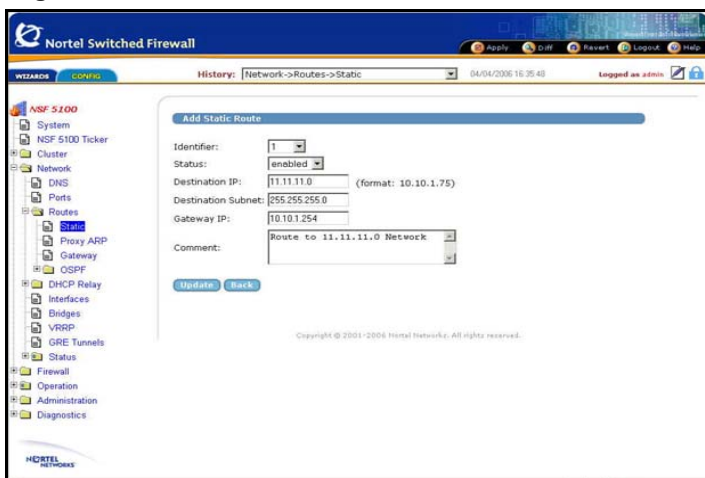 Nortel Switched Firewall
Apply Diff Revert Logout Help
WIZARDS CONFIG
History: Network->Routes->Static
04/04/2006 16:35:48
Logged as admin
NSF 5100
System
NSF 5100 Ticker
Cluster
Network
DNS
Ports
Routes
Static
Proxy ARP
Gateway
OSPF
DHCP Relay
Interfaces
Bridges
VRRP
GRE Tunnels
Status
Firewall
Operation
Administration
Diagnostics
Add Static Route
Identifier: 1
Status: enabled
Destination IP: 11.11.11.0 (format: 10.10.1.75)
Destination Subnet: 255.255.255.0
Gateway IP: 10.10.1.254
Comment: Route to 11.11.11.0 Network
Update Back
Copyright © 2001-2006 Nortel Networks. All rights reserved.
NORTEL
NETWORKS